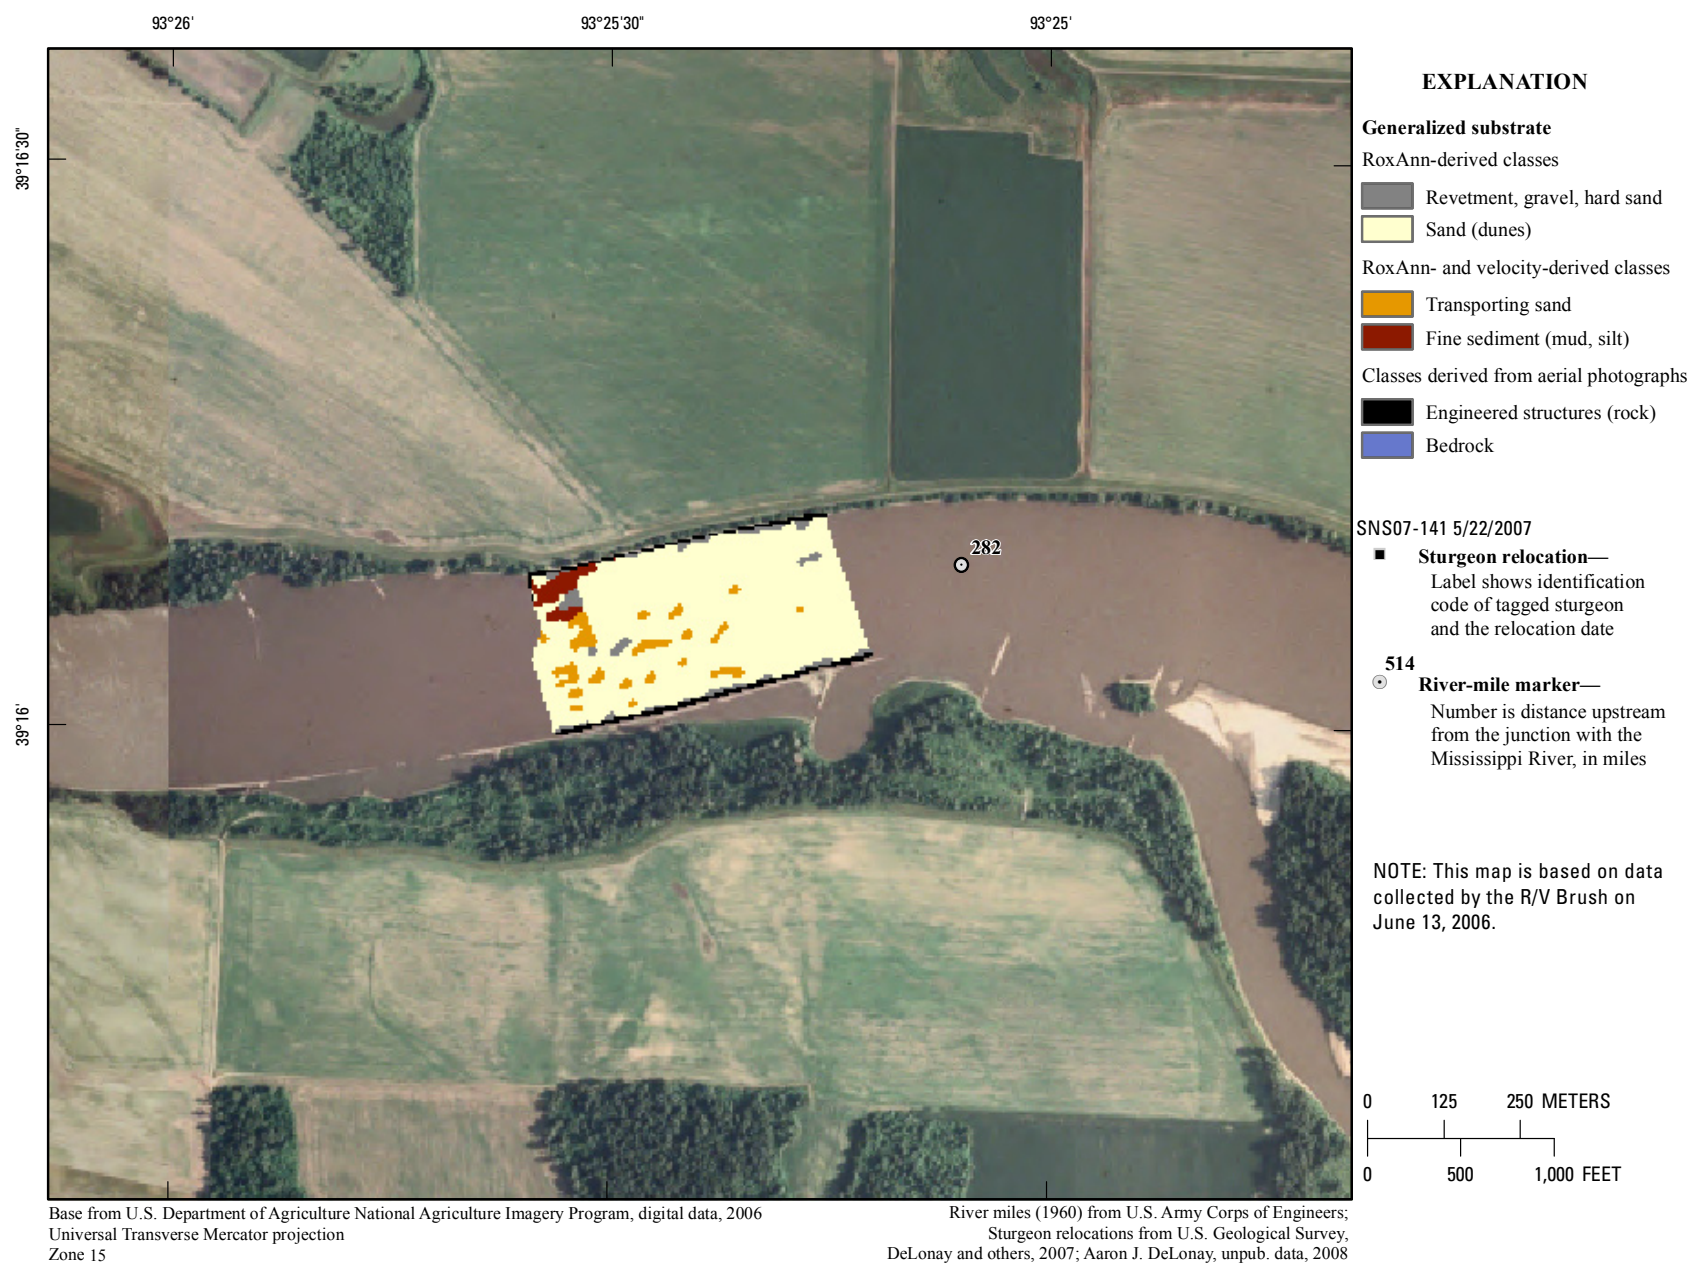 93°26'
93°25'30"
93°25'
39°16'30"
39°16'
282
EXPLANATION
Generalized substrate
RoxAnn-derived classes
Revetment, gravel, hard sand
Sand (dunes)
RoxAnn- and velocity-derived classes
Transporting sand
Fine sediment (mud, silt)
Classes derived from aerial photographs
Engineered structures (rock)
Bedrock
SNS07-141 5/22/2007
Sturgeon relocation—
Label shows identification
code of tagged sturgeon
and the relocation date
514
River-mile marker—
Number is distance upstream
from the junction with the
Mississippi River, in miles
NOTE: This map is based on data
collected by the R/V Brush on
June 13, 2006.
0 125 250 METERS
0 500 1,000 FEET
Base from U.S. Department of Agriculture National Agriculture Imagery Program, digital data, 2006
Universal Transverse Mercator projection
Zone 15
River miles (1960) from U.S. Army Corps of Engineers;
Sturgeon relocations from U.S. Geological Survey,
DeLonay and others, 2007; Aaron J. DeLonay, unpub. data, 2008